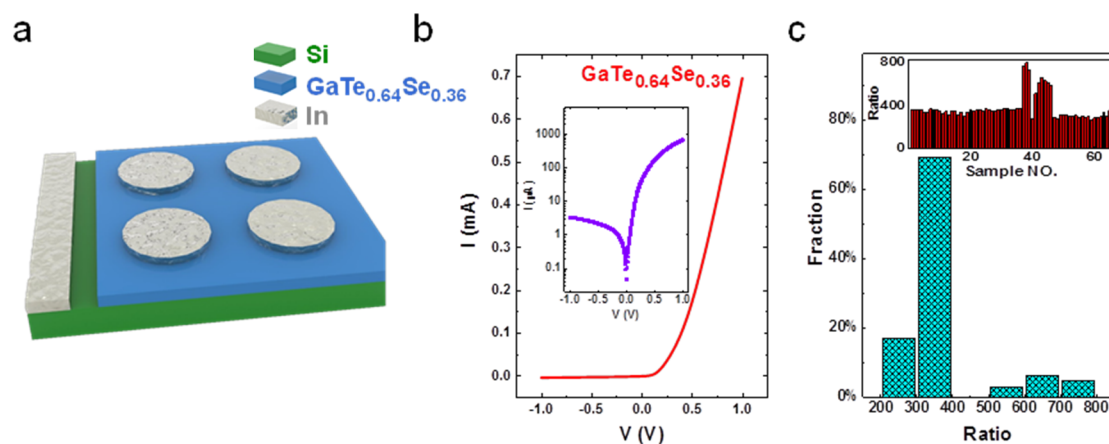 a
Si
GaTe0.64Se0.36
In
b
GaTe0.64Se0.36
0.7
0.6
0.5
0.4
0.3
0.2
0.1
0.0
I (mA)
-1.0 -0.5 0.0 0.5 1.0
V (V)
1000
100
10
1
0.1
I (μA)
-1.0 -0.5 0.0 0.5 1.0
V (V)
c
80%
60%
40%
20%
0%
Fraction
200 300 400 500 600 700 800
Ratio
800
400
0
Ratio
20 40 60
Sample NO.